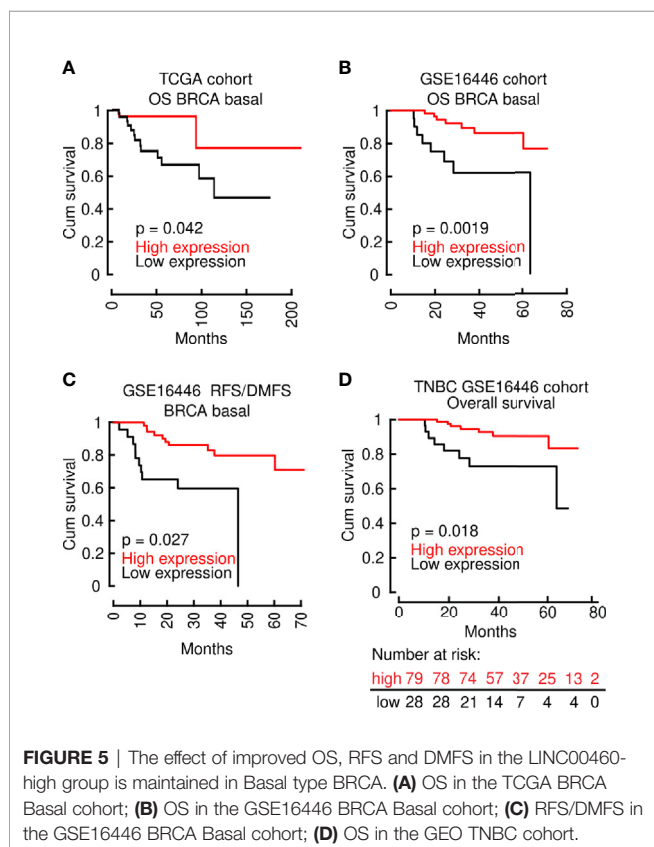 A
TCGA cohort
OS BRCA basal
Cum survival
1
0.8
0.6
0.4
0.2
0
p = 0.042
High expression
Low expression
0
50
100
150
200
Months
B
GSE16446 cohort
OS BRCA basal
Cum survival
1
0.8
0.6
0.4
0.2
0
p = 0.0019
High expression
Low expression
0
20
40
60
80
Months
C
GSE16446 RFS/DMFS
BRCA basal
Cum survival
1
0.8
0.6
0.4
0.2
0
p = 0.027
High expression
Low expression
0
10
20
30
40
50
60
70
Months
D
TNBC GSE16446 cohort
Overall survival
Cum survival
1
0.8
0.6
0.4
0.2
0
p = 0.018
High expression
Low expression
0
20
40
60
80
Months
Number at risk:
high 79 78 74 57 37 25 13 2
low 28 28 21 14 7 4 4 0
FIGURE 5 | The effect of improved OS, RFS and DMFS in the LINC00460-
high group is maintained in Basal type BRCA. (A) OS in the TCGA BRCA
Basal cohort; (B) OS in the GSE16446 BRCA Basal cohort; (C) RFS/DMFS in
the GSE16446 BRCA Basal cohort; (D) OS in the GEO TNBC cohort.